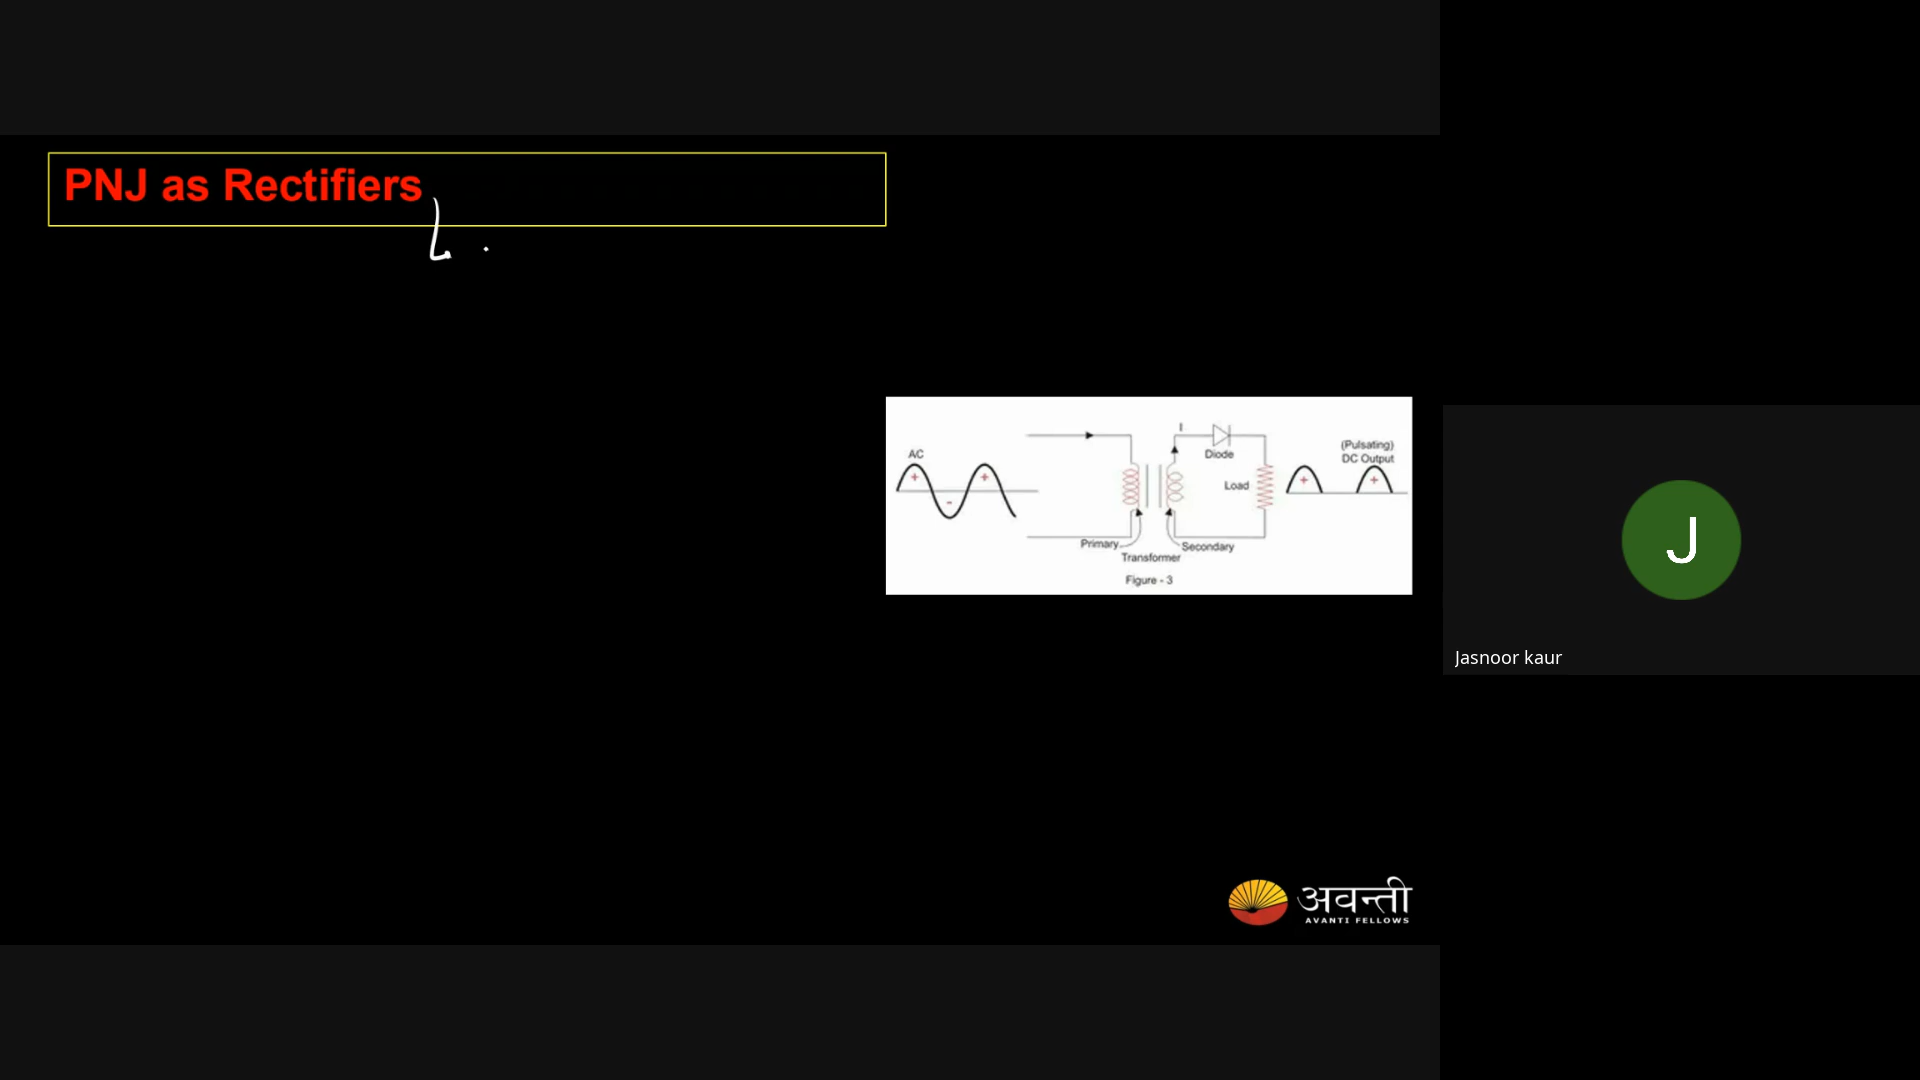 PNJ as Rectifiers
AC
+
+
-
I
Diode
Load
(Pulsating)
DC Output
+
+
Primary
Secondary
Transformer
Figure - 3
J
Jasnoor kaur
अवन्ती
AVANTI FELLOWS